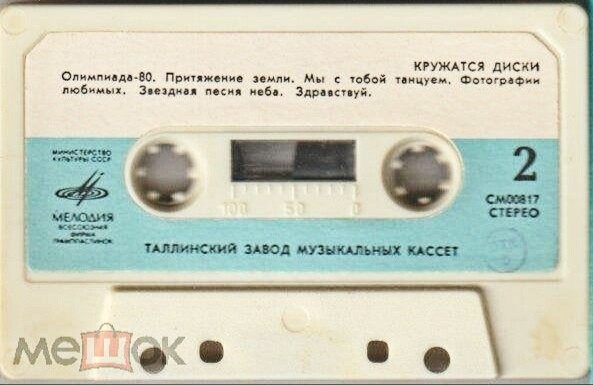 КРУЖАТСЯ ДИСКИ
Олимпиада-80. Притяжение земли. Мы с тобой танцуем. Фотографии
любимых. Звездная песня неба. Здравствуй.
МИНИСТЕРСТВО
КУЛЬТУРЫ СССР
2
МЕЛОДИЯ
ВСЕСОЮЗНАЯ
ФИРМА
ГРАМПЛАСТИНОК
100 50 0
СМ00817
СТЕРЕО
ТАЛЛИНСКИЙ ЗАВОД МУЗЫКАЛЬНЫХ КАССЕТ
мешок